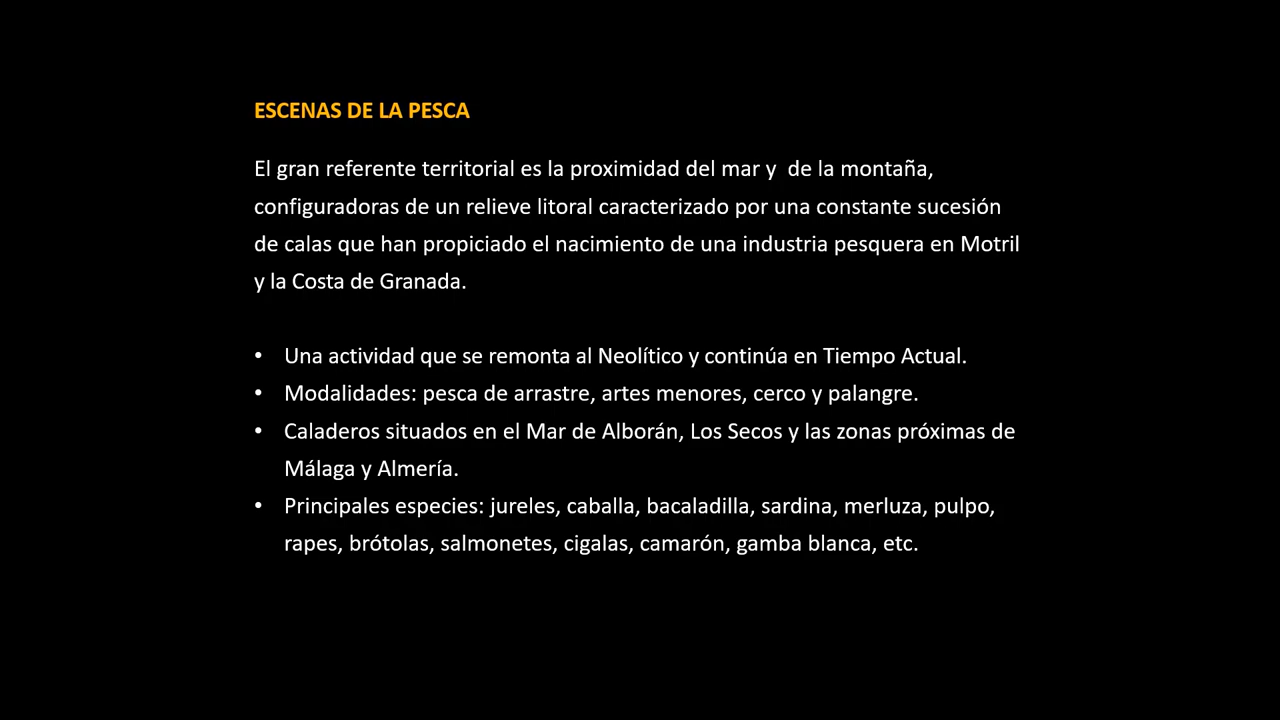 ESCENAS DE LA PESCA
El gran referente territorial es la proximidad del mar y  de la montaña,
configuradoras de un relieve litoral caracterizado por una constante sucesión
de calas que han propiciado el nacimiento de una industria pesquera en Motril
y la Costa de Granada.
• Una actividad que se remonta al Neolítico y continúa en Tiempo Actual.
• Modalidades: pesca de arrastre, artes menores, cerco y palangre.
• Caladeros situados en el Mar de Alborán, Los Secos y las zonas próximas de
Málaga y Almería.
• Principales especies: jureles, caballa, bacaladilla, sardina, merluza, pulpo,
rapes, brótolas, salmonetes, cigalas, camarón, gamba blanca, etc.